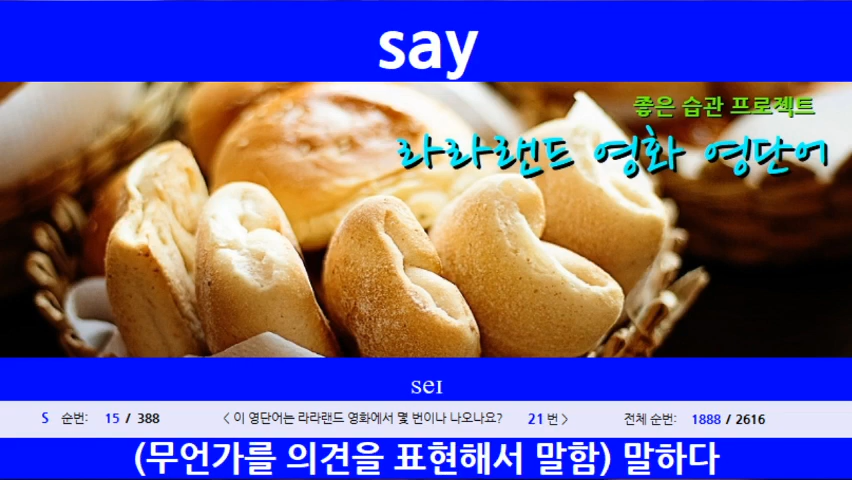 say
좋은 습관 프로젝트
라라랜드 영화 영단어
seɪ
S 순번: 15 / 388 < 이 영단어는 라라랜드 영화에서 몇 번이나 나오나요? 21 번 > 전체 순번: 1888 / 2616
(무언가를 의견을 표현해서 말함) 말하다